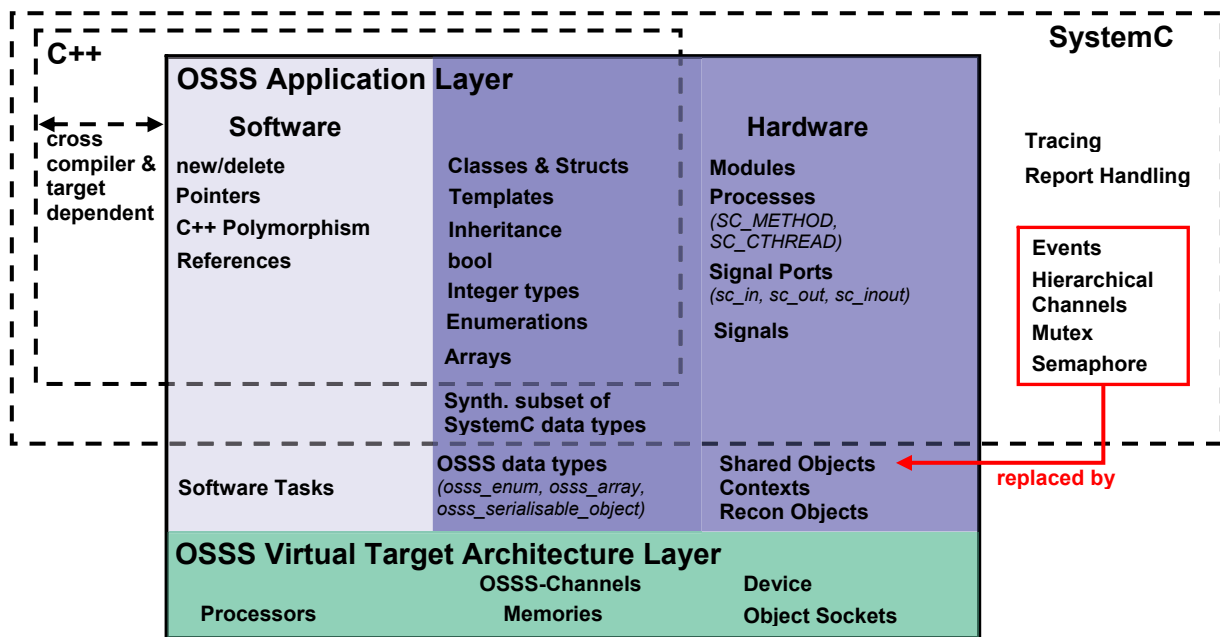 SystemC
C++
OSSS Application Layer
Software
Hardware
cross
compiler &
target
dependent
new/delete
Pointers
C++ Polymorphism
References
Classes & Structs
Templates
Inheritance
bool
Integer types
Enumerations
Arrays
Synth. subset of
SystemC data types
Modules
Processes
(SC_METHOD,
SC_CTHREAD)
Signal Ports
(sc_in, sc_out, sc_inout)
Signals
Tracing
Report Handling
Events
Hierarchical
Channels
Mutex
Semaphore
replaced by
Software Tasks
OSSS data types
(osss_enum, osss_array,
osss_serialisable_object)
Shared Objects
Contexts
Recon Objects
OSSS Virtual Target Architecture Layer
Processors
OSSS-Channels
Memories
Device
Object Sockets